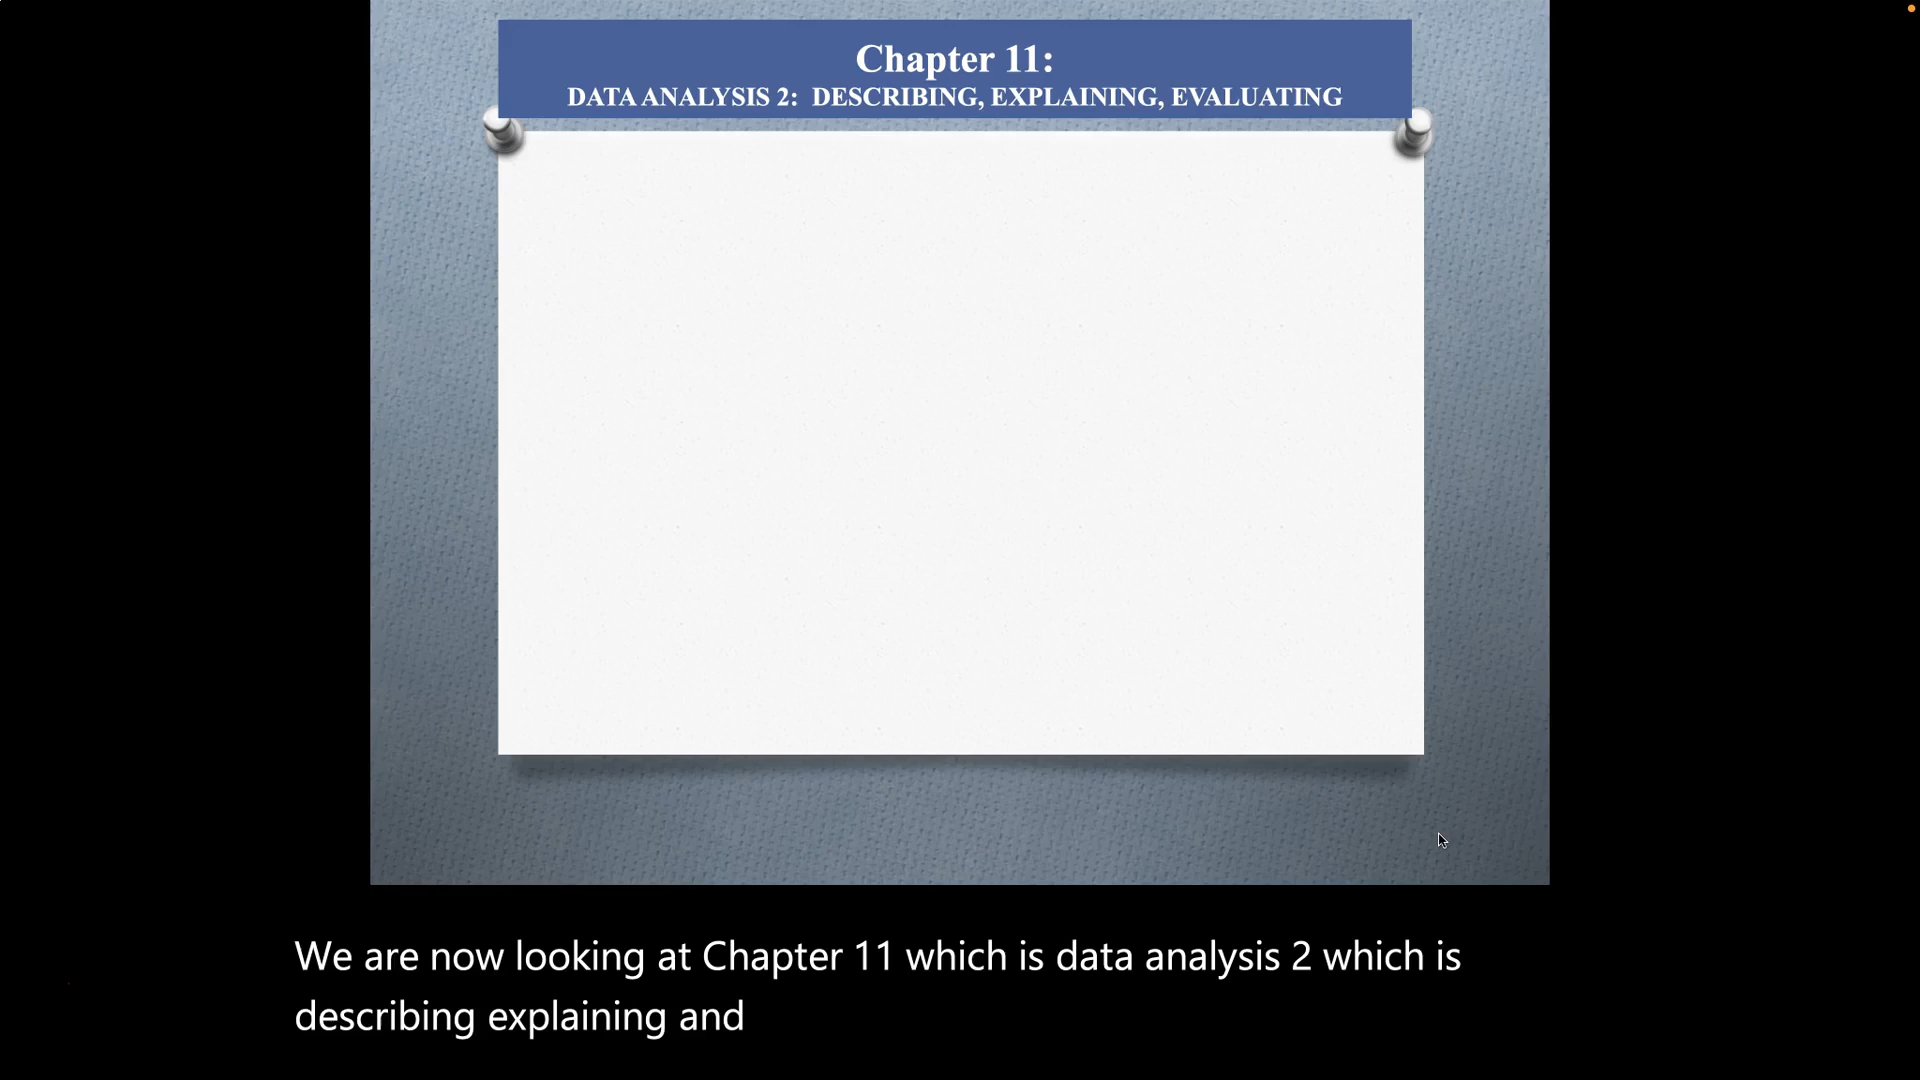 Chapter 11:
DATA ANALYSIS 2: DESCRIBING, EXPLAINING, EVALUATING
We are now looking at Chapter 11 which is data analysis 2 which is
describing explaining and